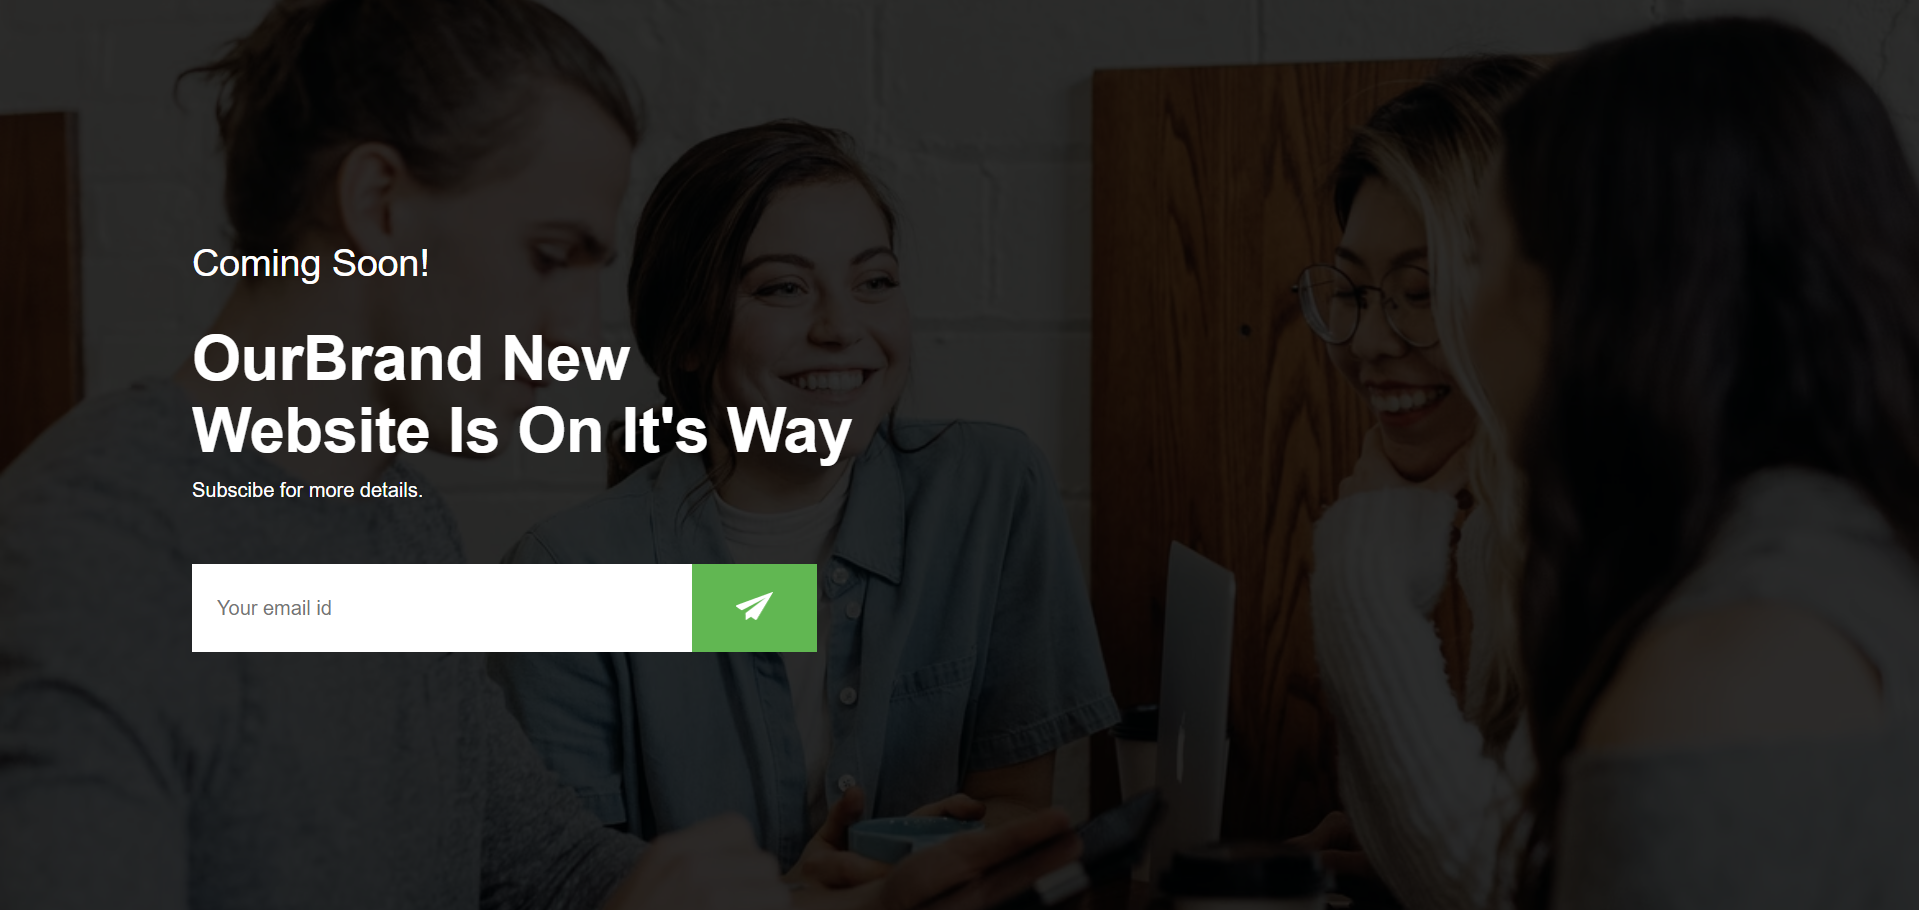 Coming Soon!
OurBrand New
Website Is On It's Way
Subscibe for more details.
Your email id